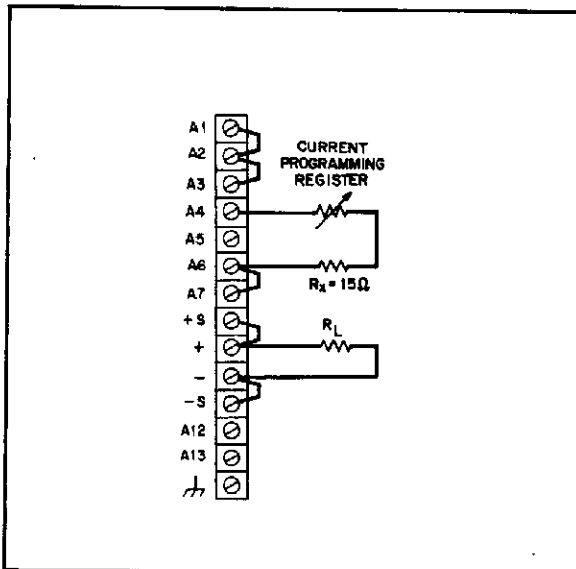 A1
A2
A3
A4
A5
A6
A7
+S
+
−
−S
A12
A13
CURRENT
PROGRAMMING
REGISTER
Rx = 15Ω
RL